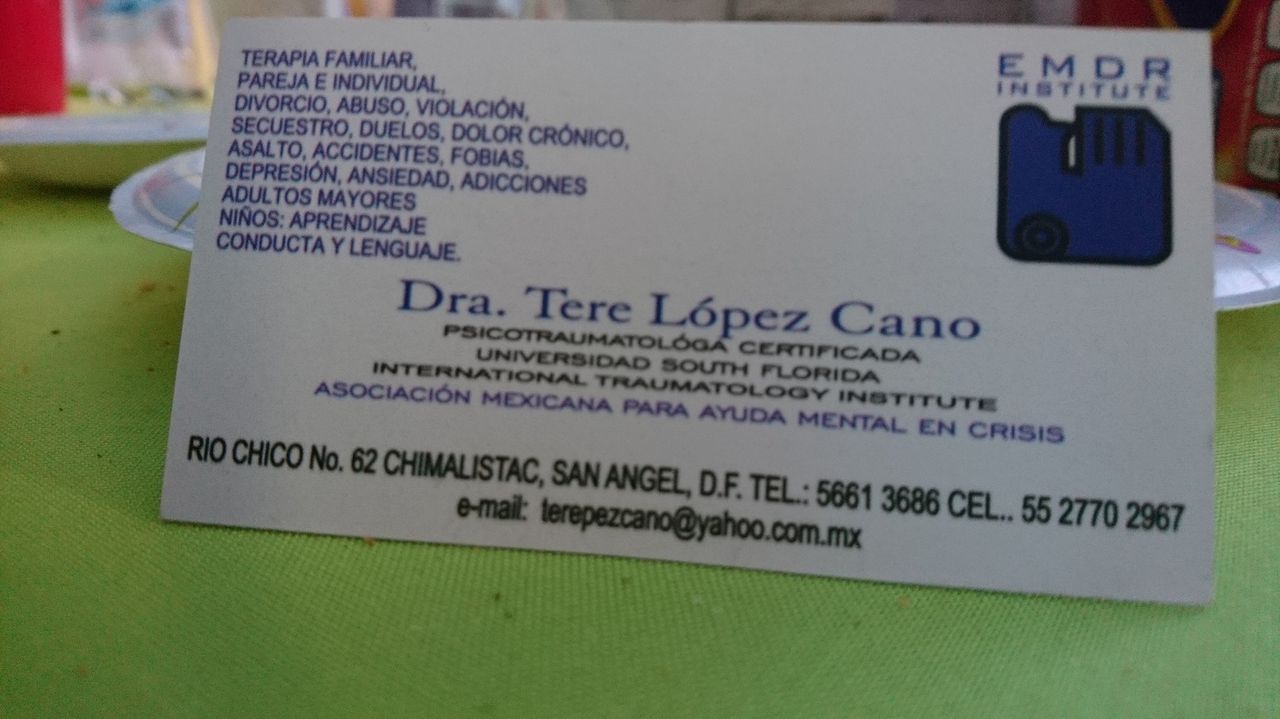 TERAPIA FAMILIAR,
PAREJA E INDIVIDUAL,
DIVORCIO, ABUSO, VIOLACIÓN,
SECUESTRO, DUELOS, DOLOR CRÓNICO,
ASALTO, ACCIDENTES, FOBIAS,
DEPRESIÓN, ANSIEDAD, ADICCIONES
ADULTOS MAYORES
NIÑOS: APRENDIZAJE
CONDUCTA Y LENGUAJE.
EMDR
INSTITUTE
Dra. Tere López Cano
PSICOTRAUMATOLÓGA CERTIFICADA
UNIVERSIDAD SOUTH FLORIDA
INTERNATIONAL TRAUMATOLOGY INSTITUTE
ASOCIACIÓN MEXICANA PARA AYUDA MENTAL EN CRISIS
RIO CHICO No. 62 CHIMALISTAC, SAN ANGEL, D.F. TEL.: 5661 3686 CEL.. 55 2770 2967
e-mail: terepezcano@yahoo.com.mx